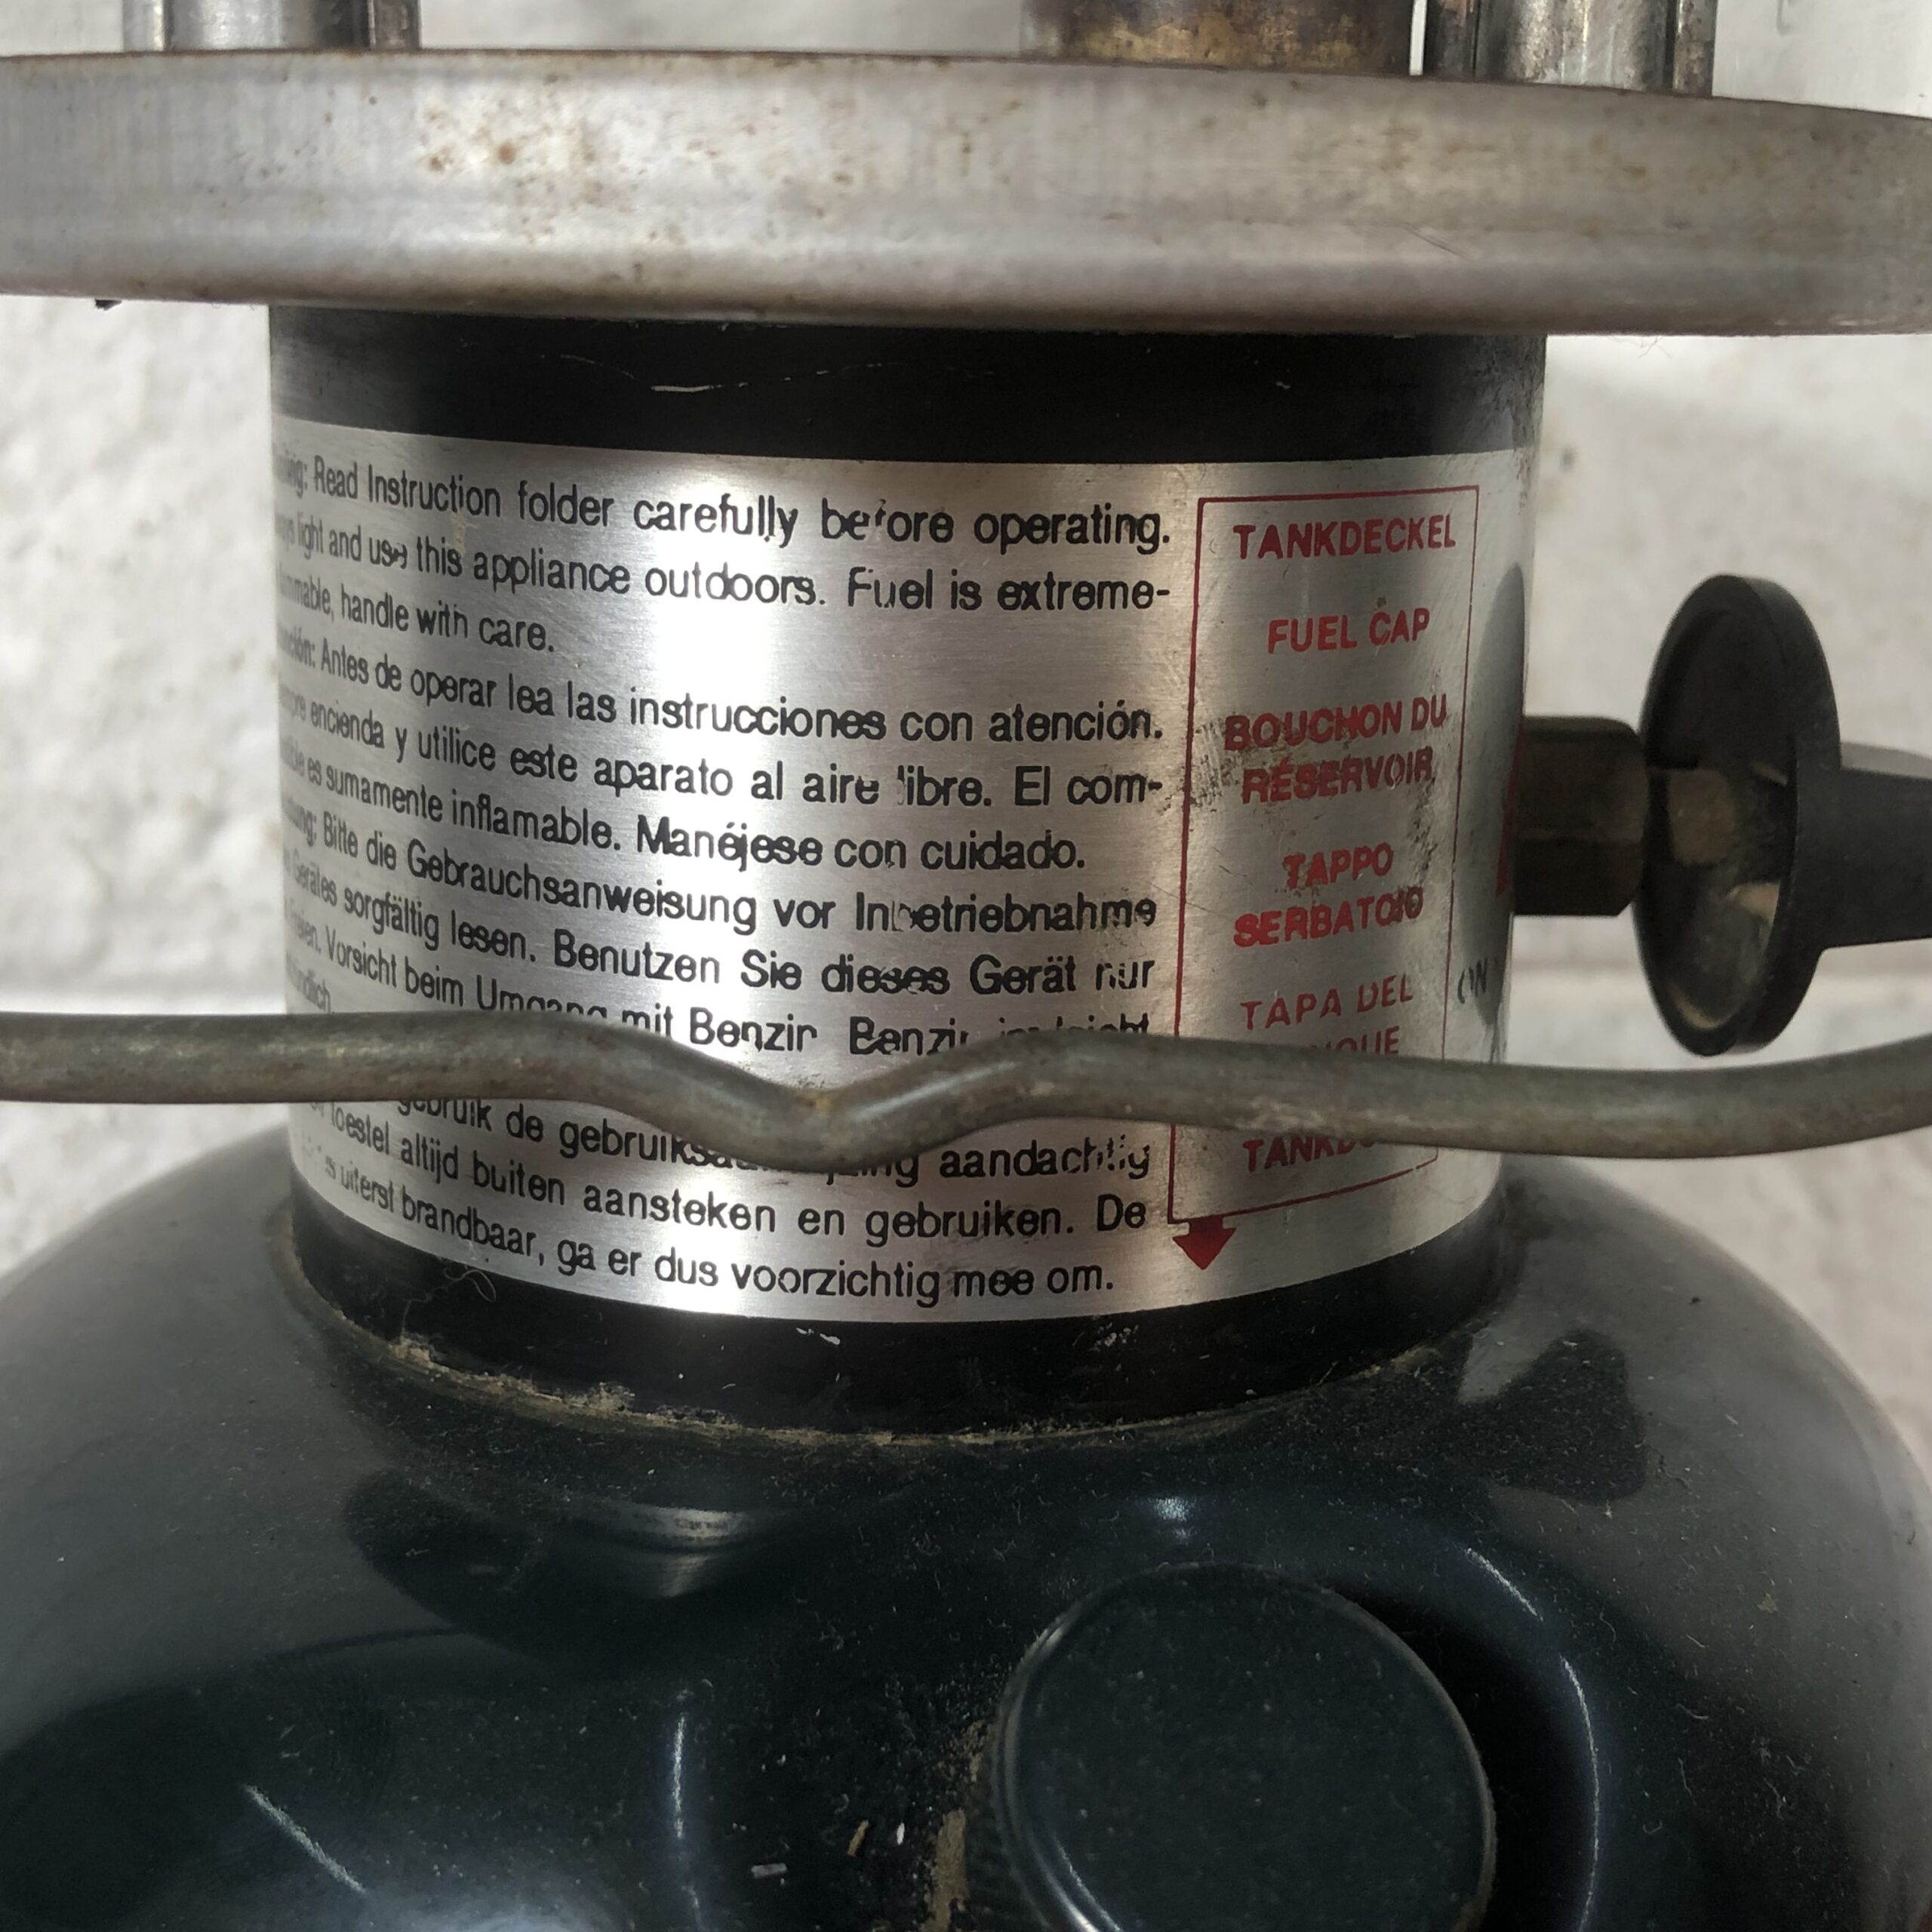 Read Instruction folder carefully before operating.
light and use this appliance outdoors. Fuel is extreme-
handle with care.
Antes de operar lea las instrucciones con atención.
encienda y utilice este aparato al aire libre. El com-
es sumamente inflamable. Manéjese con cuidado.
Bitte die Gebrauchsanweisung vor Inbetriebnahme
sorgfältig lesen. Benutzen Sie dieses Gerät nur
Vorsicht beim Umgang mit Benzin Benzin
de aandachtig
toestel altijd buiten aansteken en gebruiken. De
uiterst brandbaar, ga er dus voorzichtig mee om.
TANKDECKEL
FUEL CAP
BOUCHON DU
RÉSERVOIR
TAPPO
SERBATOIO
TAPA DEL